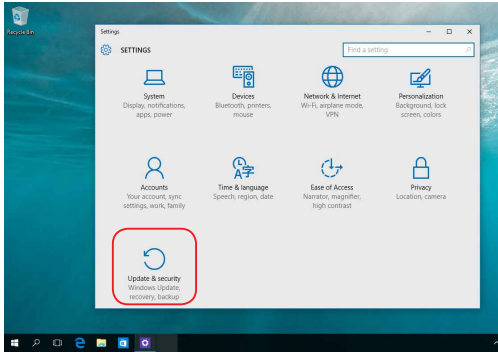 Recycle Bin
Settings
SETTINGS
Find a setting
System
Display, notifications,
apps, power
Devices
Bluetooth, printers,
mouse
Network & Internet
Wi-Fi, airplane mode,
VPN
Personalization
Background, lock
screen, colors
Accounts
Your account, sync
settings, work, family
Time & language
Speech, region, date
Ease of Access
Narrator, magnifier,
high contrast
Privacy
Location, camera
Update & security
Windows Update,
recovery, backup